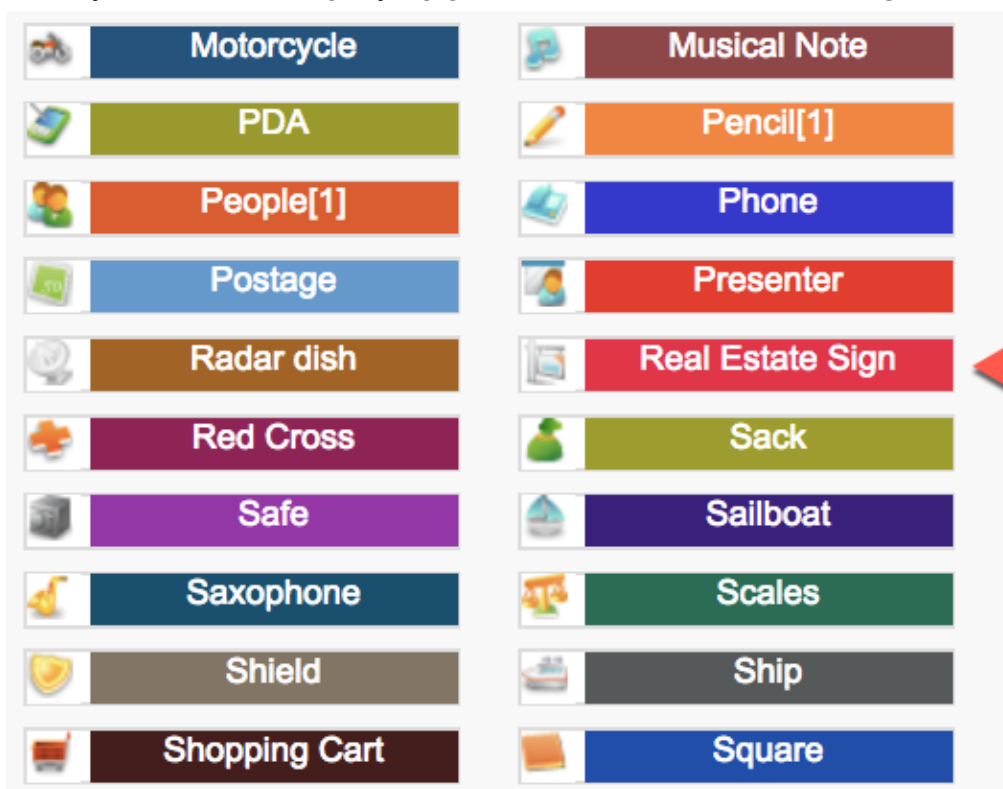 Motorcycle
Musical Note
PDA
Pencil[1]
People[1]
Phone
Postage
Presenter
Radar dish
Real Estate Sign
Red Cross
Sack
Safe
Sailboat
Saxophone
Scales
Shield
Ship
Shopping Cart
Square